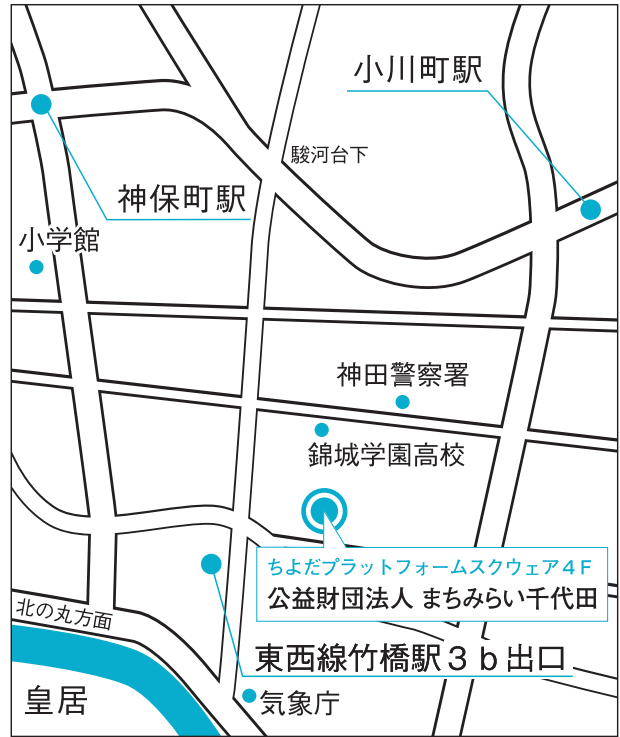 小川町駅
駿河台下
神保町駅
小学館
神田警察署
錦城学園高校
ちよだプラットフォームスクウェア4F
公益財団法人 まちみらい千代田
北の丸方面
東西線竹橋駅3b出口
皇居
気象庁